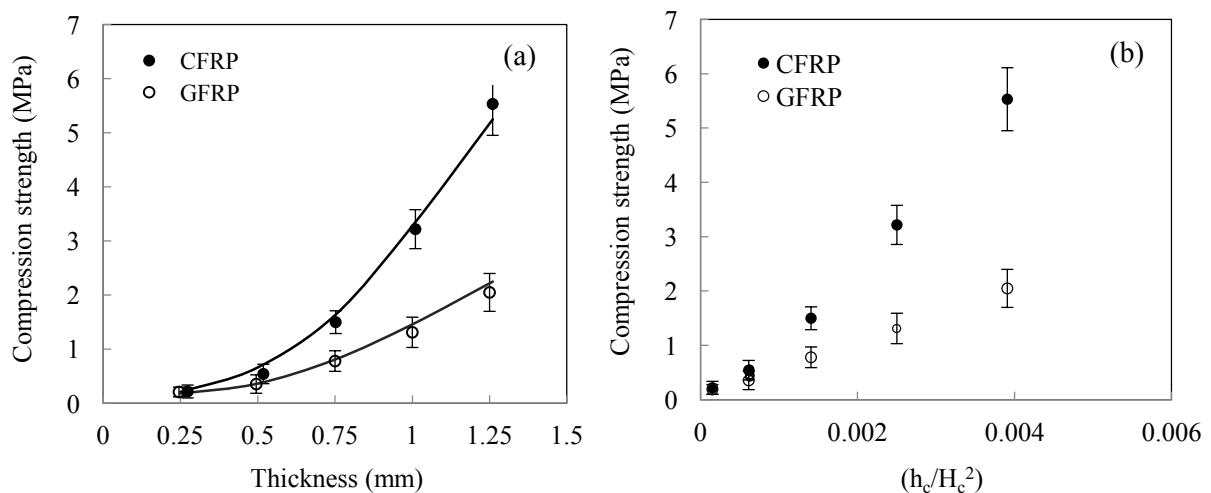 7
6
5
4
3
2
1
0
Compression strength (MPa)
CFRP
GFRP
(a)
0 0.25 0.5 0.75 1 1.25 1.5
Thickness (mm)
7
6
5
4
3
2
1
0
Compression strength (MPa)
CFRP
GFRP
(b)
0 0.002 0.004 0.006
(h_c/H_c²)